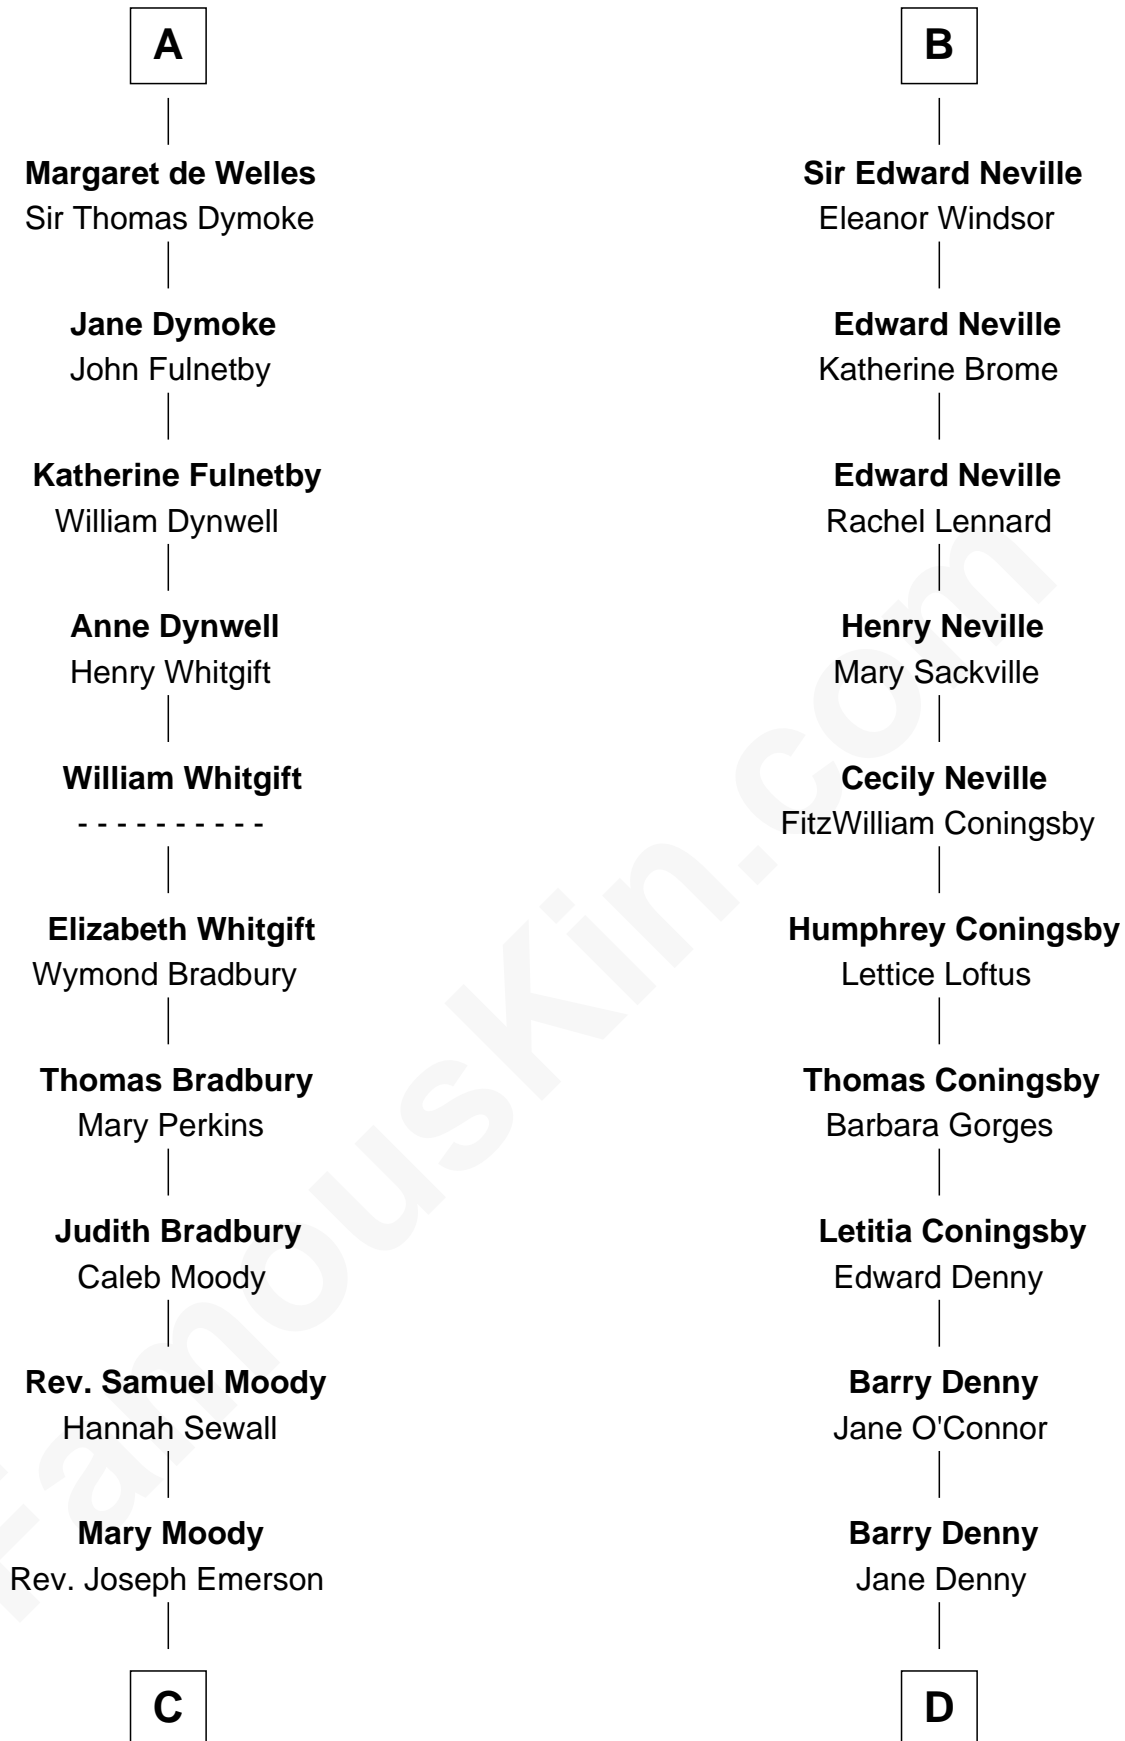 A
Margaret de Welles
Sir Thomas Dymoke
Jane Dymoke
John Fulnetby
Katherine Fulnetby
William Dynwell
Anne Dynwell
Henry Whitgift
William Whitgift
- - - - - - - - - -
Elizabeth Whitgift
Wymond Bradbury
Thomas Bradbury
Mary Perkins
Judith Bradbury
Caleb Moody
Rev. Samuel Moody
Hannah Sewall
Mary Moody
Rev. Joseph Emerson
C
B
Sir Edward Neville
Eleanor Windsor
Edward Neville
Katherine Brome
Edward Neville
Rachel Lennard
Henry Neville
Mary Sackville
Cecily Neville
FitzWilliam Coningsby
Humphrey Coningsby
Lettice Loftus
Thomas Coningsby
Barbara Gorges
Letitia Coningsby
Edward Denny
Barry Denny
Jane O'Connor
Barry Denny
Jane Denny
D
FamousKin.com